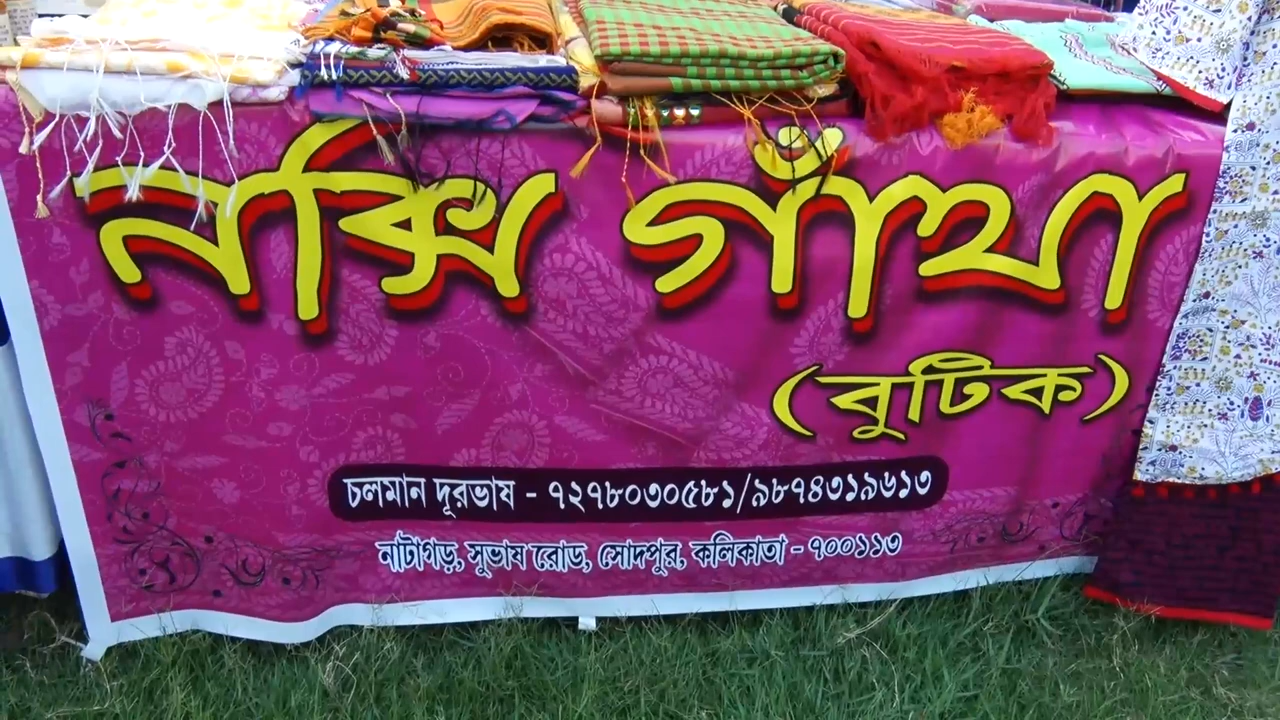 নক্সি গাঁথা
(বুটিক)
চলমান দূরভাষ - ৭২৭৮০৩০৫৮১/৯৮৭৪৩১৯৬১৩
নাটাগড়, সুভাষ রোড, সোদপুর, কলিকাতা - ৭০০১১৩